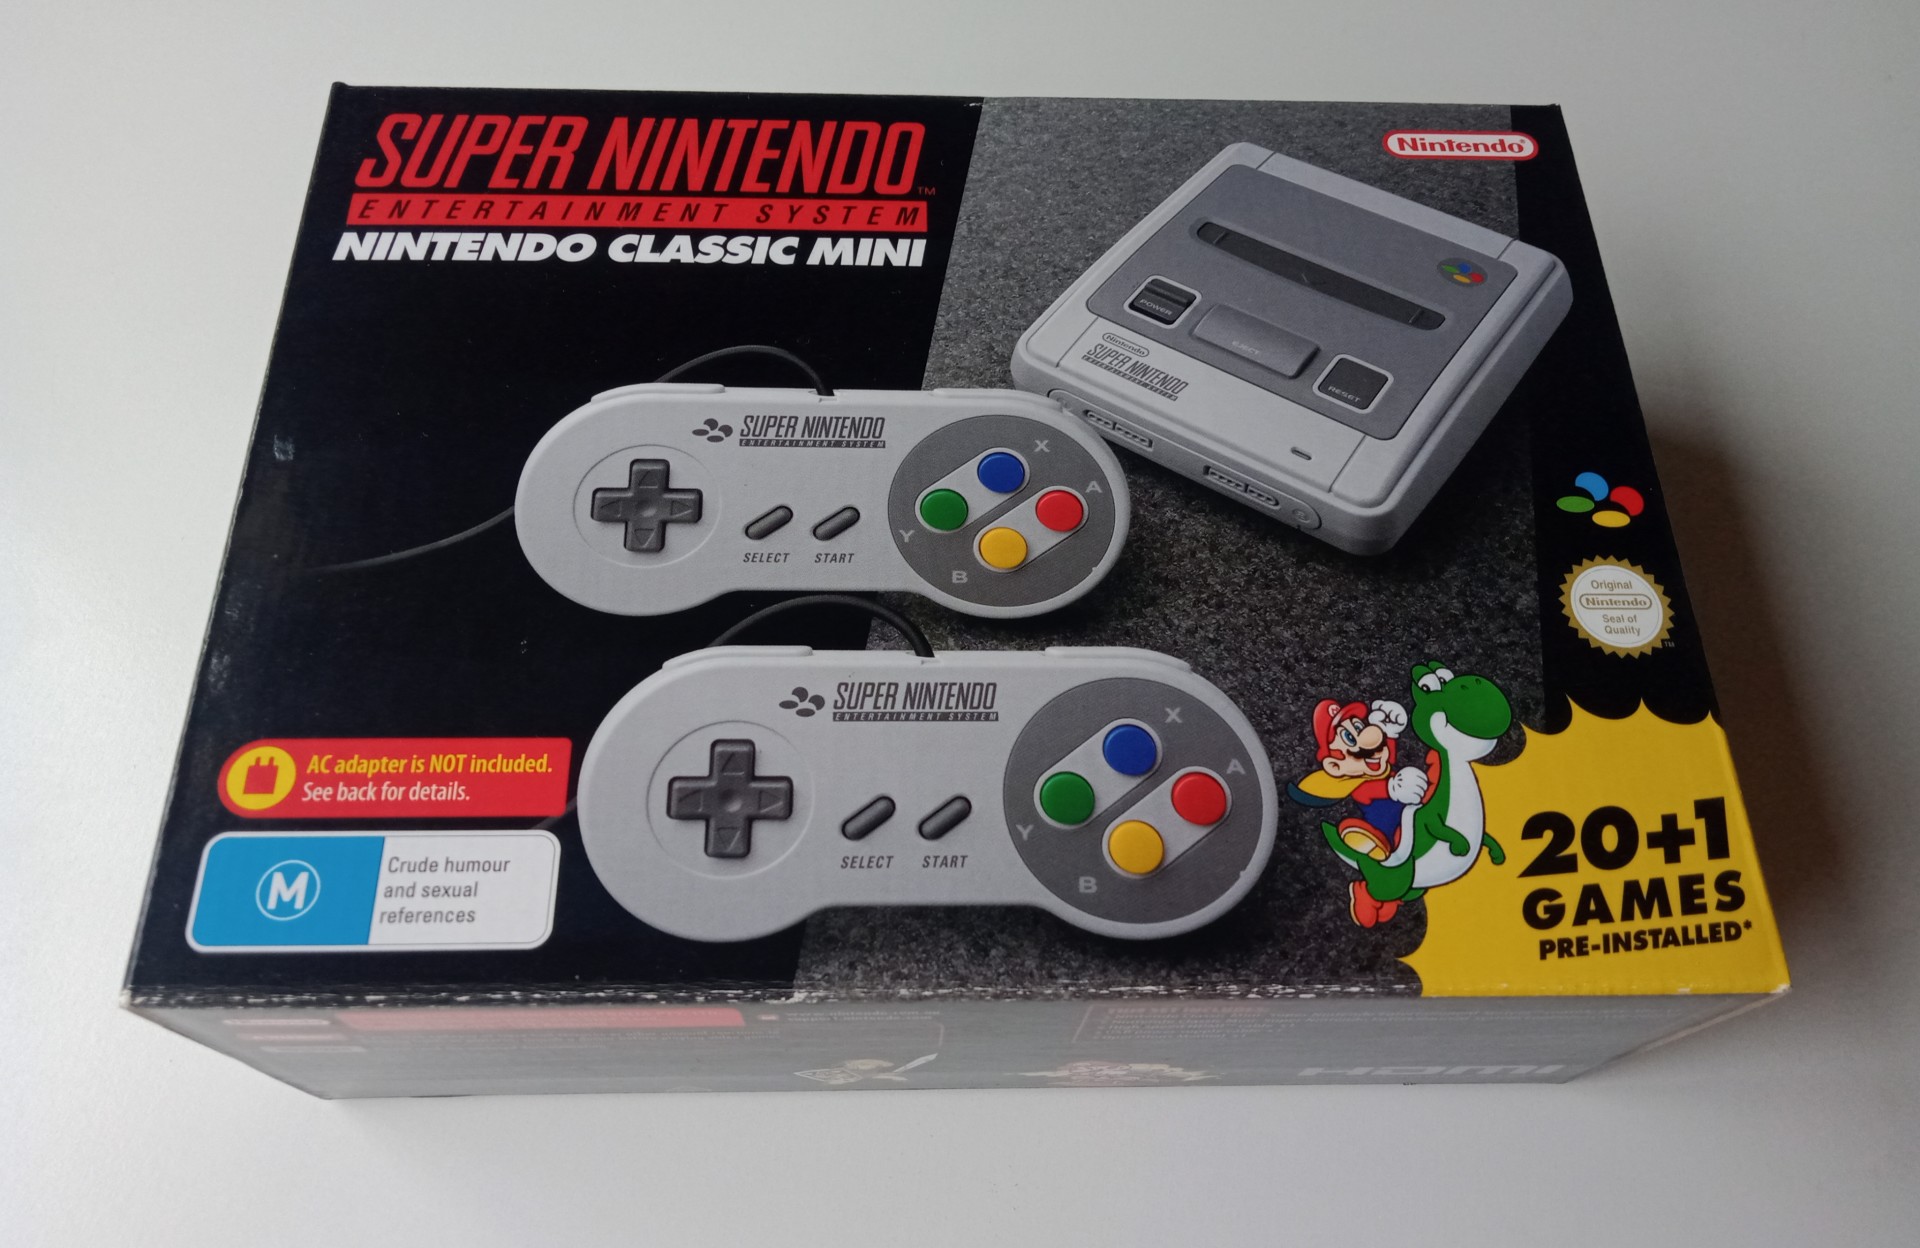 SUPER NINTENDO™
ENTERTAINMENT SYSTEM
NINTENDO CLASSIC MINI
Nintendo®
POWER
EJECT
RESET
Nintendo
SUPER NINTENDO
ENTERTAINMENT SYSTEM
SUPER NINTENDO
ENTERTAINMENT SYSTEM
X
A
Y
B
SELECT START
Original
Nintendo
Seal of
Quality
TM
SUPER NINTENDO
ENTERTAINMENT SYSTEM
X
A
Y
B
SELECT START
AC adapter is NOT included.
See back for details.
M
Crude humour
and sexual
references
M
20+1
GAMES
PRE-INSTALLED*
HDMI